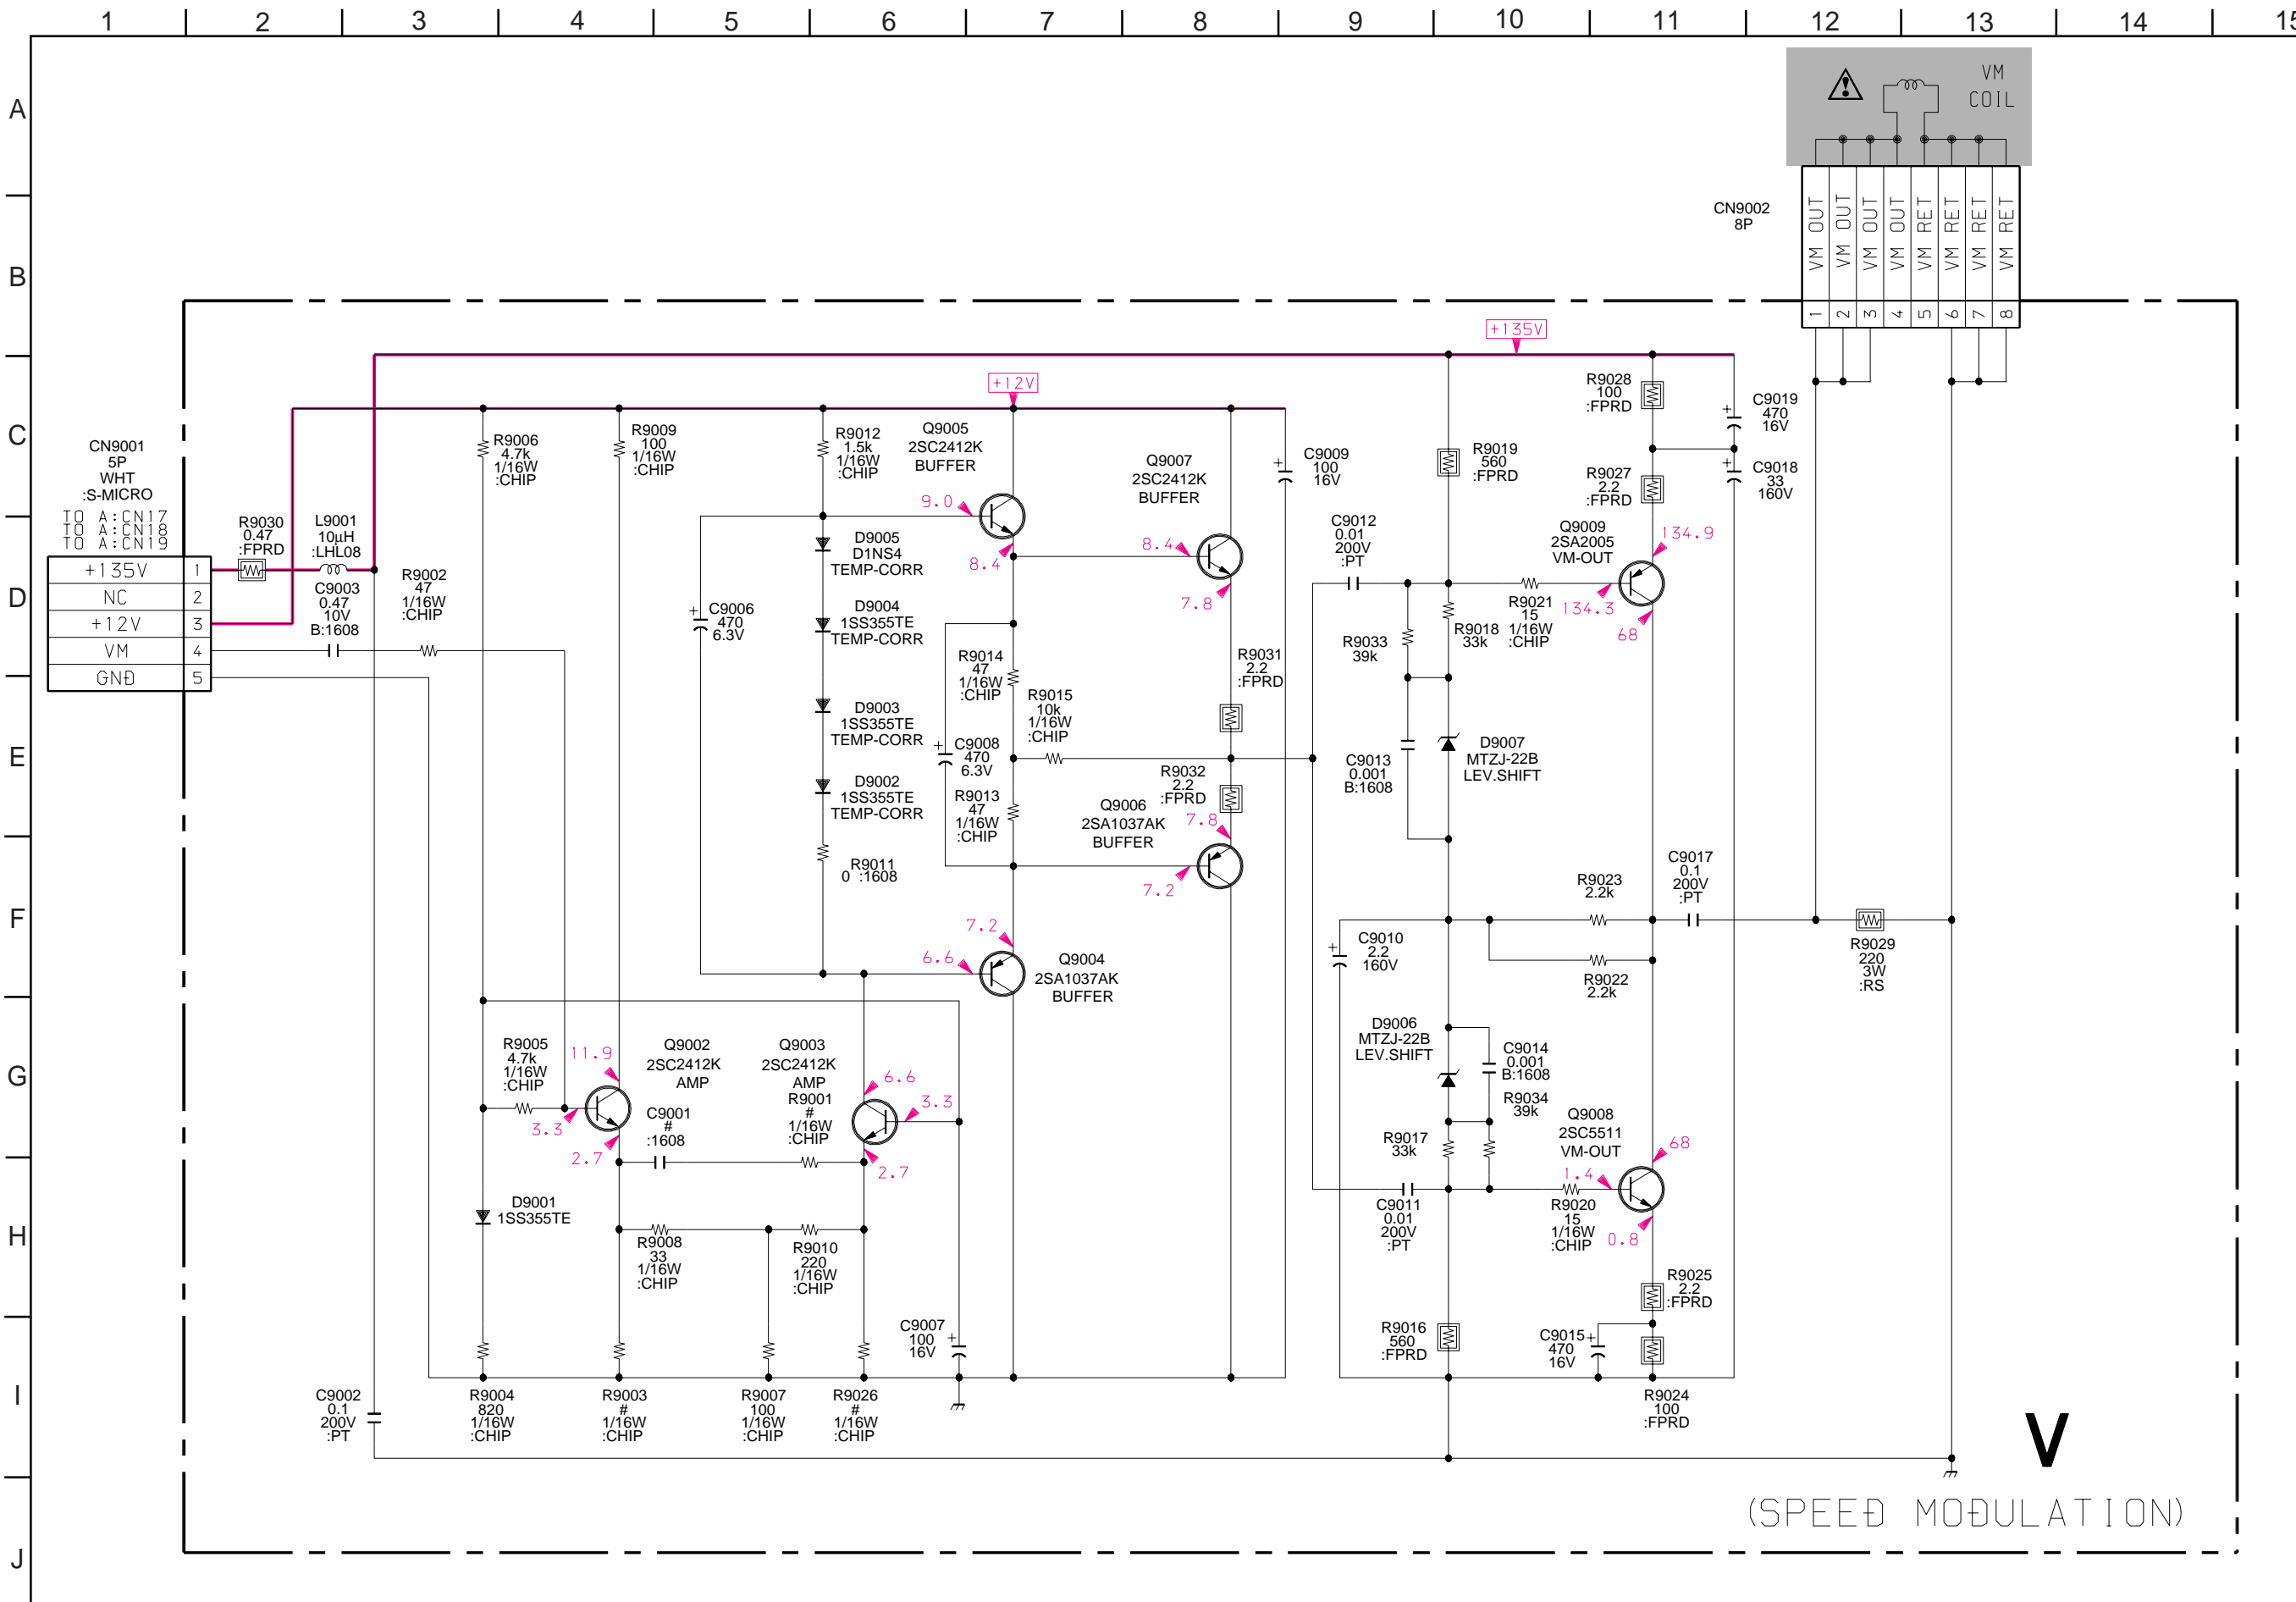 1 2 3 4 5 6 7 8 9 10 11 12 13 14 15
A
B
C
D
E
F
G
H
I
J
VM
COIL
CN9002
8P
VM OUT
VM OUT
VM OUT
VM OUT
VM RET
VM RET
VM RET
VM RET
1 2 3 4 5 6 7 8
+135V
+12V
CN9001
5P
WHT
:S-MICRO
TO A:CN17
TO A:CN18
TO A:CN19
+135V 1
NC 2
+12V 3
VM 4
GND 5
R9030
0.47
:FPRD
L9001
10µH
:LHL08
C9003
0.47
10V
B:1608
R9002
47
1/16W
:CHIP
R9006
4.7k
1/16W
:CHIP
R9009
100
1/16W
:CHIP
R9012
1.5k
1/16W
:CHIP
Q9005
2SC2412K
BUFFER
9.0
8.4
Q9007
2SC2412K
BUFFER
8.4
7.8
C9009
100
16V
D9005
D1NS4
TEMP-CORR
D9004
1SS355TE
TEMP-CORR
D9003
1SS355TE
TEMP-CORR
D9002
1SS355TE
TEMP-CORR
R9011
0 :1608
C9006
470
6.3V
R9014
47
1/16W
:CHIP
R9015
10k
1/16W
:CHIP
C9008
470
6.3V
R9013
47
1/16W
:CHIP
R9031
2.2
:FPRD
R9032
2.2
:FPRD
Q9006
2SA1037AK
BUFFER
7.8
7.2
7.2
6.6
Q9004
2SA1037AK
BUFFER
R9005
4.7k
1/16W
:CHIP
11.9
3.3
2.7
Q9002
2SC2412K
AMP
C9001
#
:1608
Q9003
2SC2412K
AMP
R9001
#
1/16W
:CHIP
6.6
3.3
2.7
D9001
1SS355TE
R9008
33
1/16W
:CHIP
R9010
220
1/16W
:CHIP
C9007
100
16V
C9002
0.1
200V
:PT
R9004
820
1/16W
:CHIP
R9003
#
1/16W
:CHIP
R9007
100
1/16W
:CHIP
R9026
#
1/16W
:CHIP
R9019
560
:FPRD
R9028
100
:FPRD
R9027
2.2
:FPRD
C9019
470
16V
C9018
33
160V
C9012
0.01
200V
:PT
Q9009
2SA2005
VM-OUT
134.9
134.3
68
R9021
15
1/16W
:CHIP
R9033
39k
R9018
33k
D9007
MTZJ-22B
LEV.SHIFT
C9013
0.001
B:1608
R9023
2.2k
C9017
0.1
200V
:PT
R9022
2.2k
C9010
2.2
160V
R9029
220
3W
:RS
D9006
MTZJ-22B
LEV.SHIFT
C9014
0.001
B:1608
R9034
39k
R9017
33k
Q9008
2SC5511
VM-OUT
68
1.4
0.8
C9011
0.01
200V
:PT
R9020
15
1/16W
:CHIP
R9025
2.2
:FPRD
R9016
560
:FPRD
C9015
470
16V
R9024
100
:FPRD
V
(SPEED MODULATION)